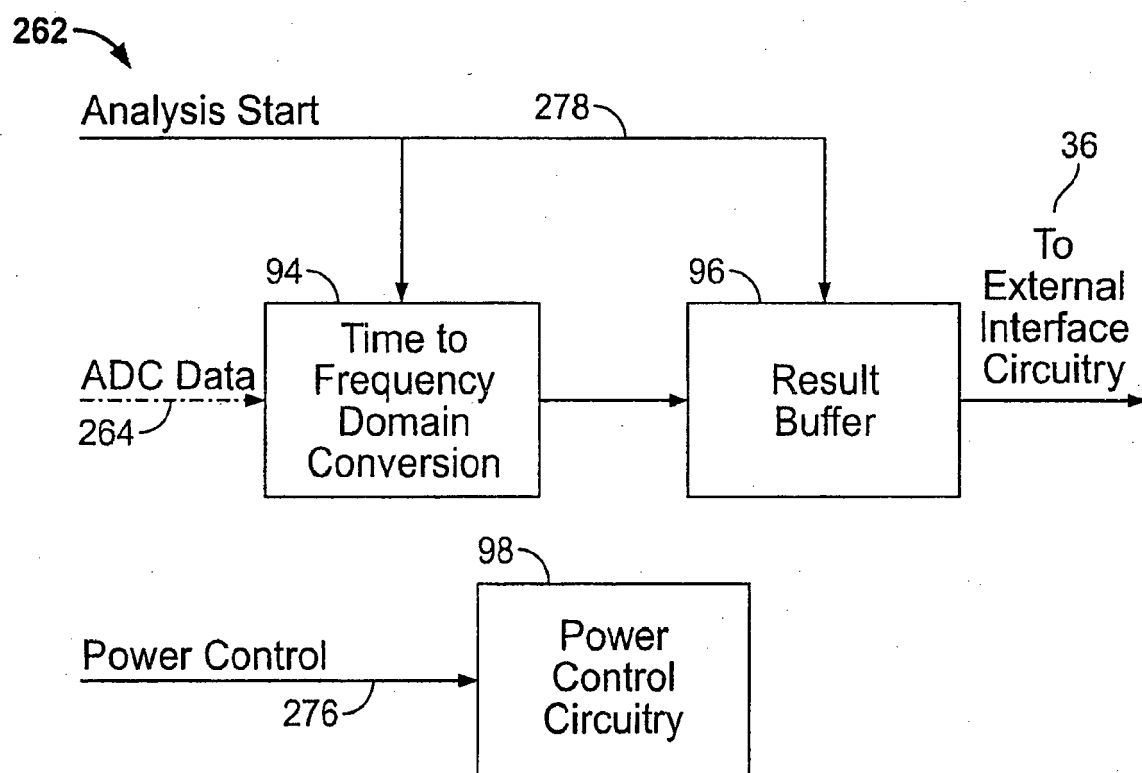 262
Analysis Start
278
36
To
External
Interface
Circuitry
94
96
Time to
Frequency
Domain
Conversion
ADC Data
264
Result
Buffer
98
Power Control
276
Power
Control
Circuitry